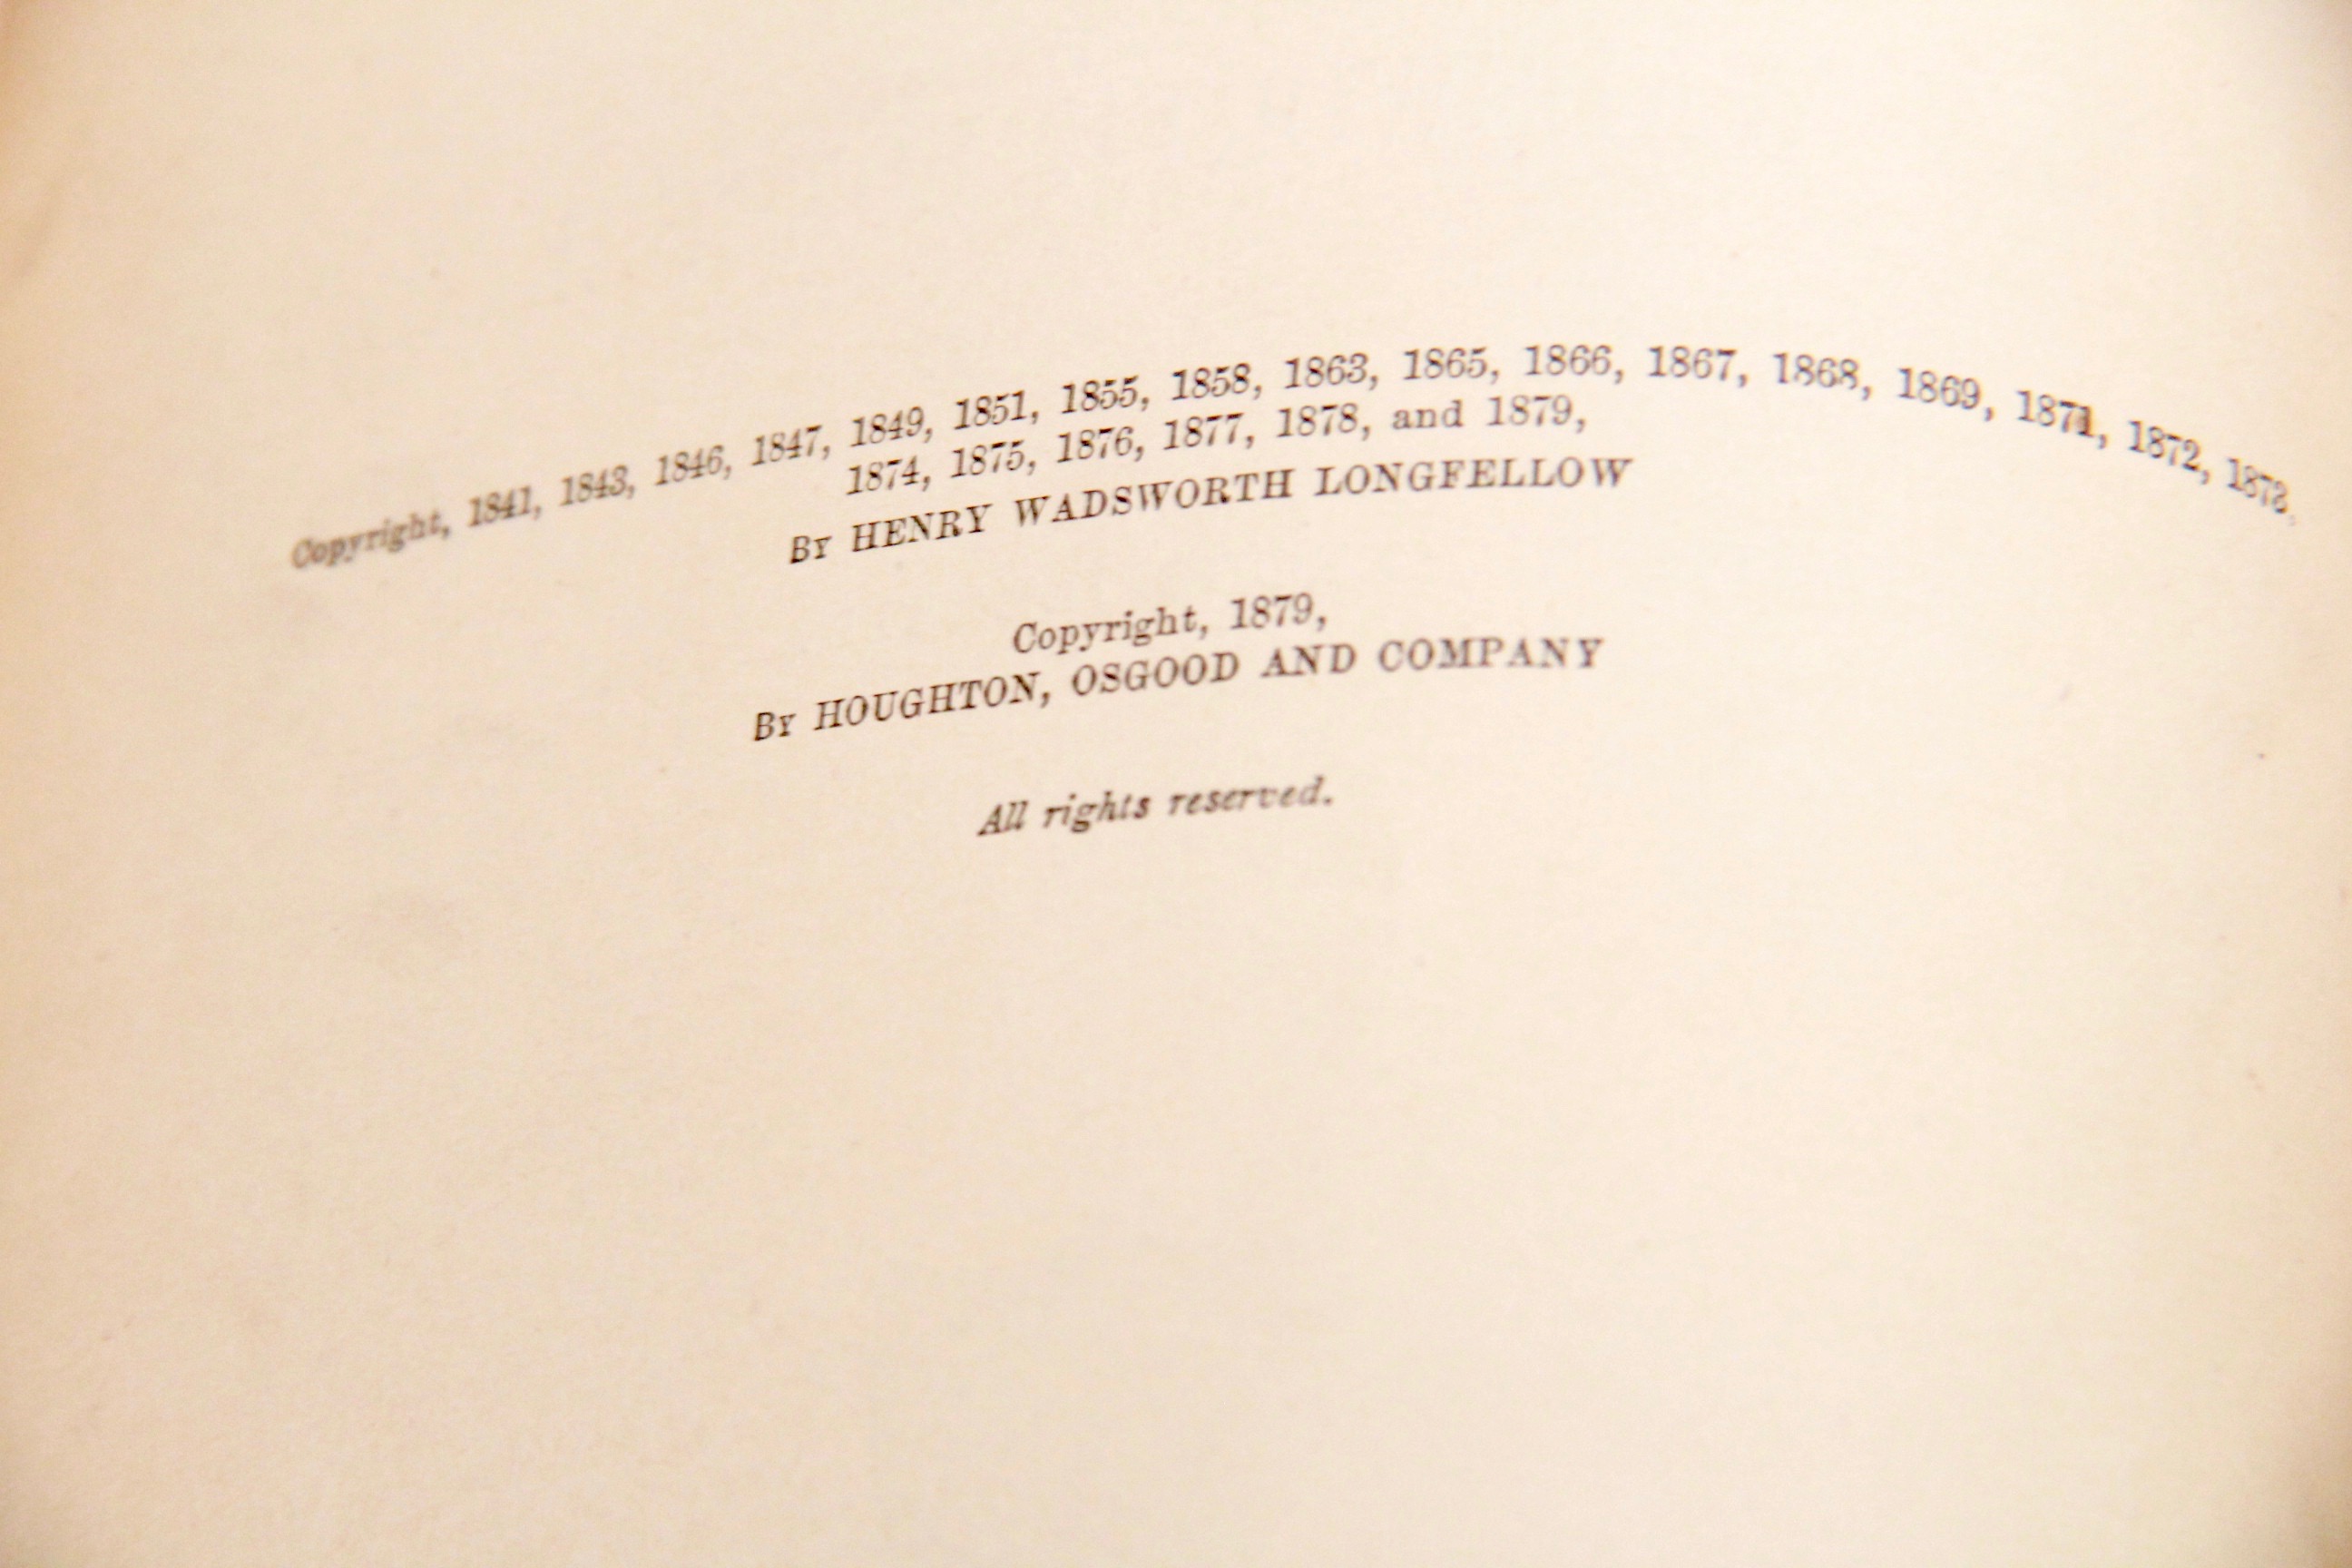 Copyright, 1841, 1843, 1846, 1847, 1849, 1851, 1855, 1858, 1863, 1865, 1866, 1867, 1868, 1869, 1871, 1872, 1873,
1874, 1875, 1876, 1877, 1878, and 1879,
By HENRY WADSWORTH LONGFELLOW
Copyright, 1879,
By HOUGHTON, OSGOOD AND COMPANY
All rights reserved.